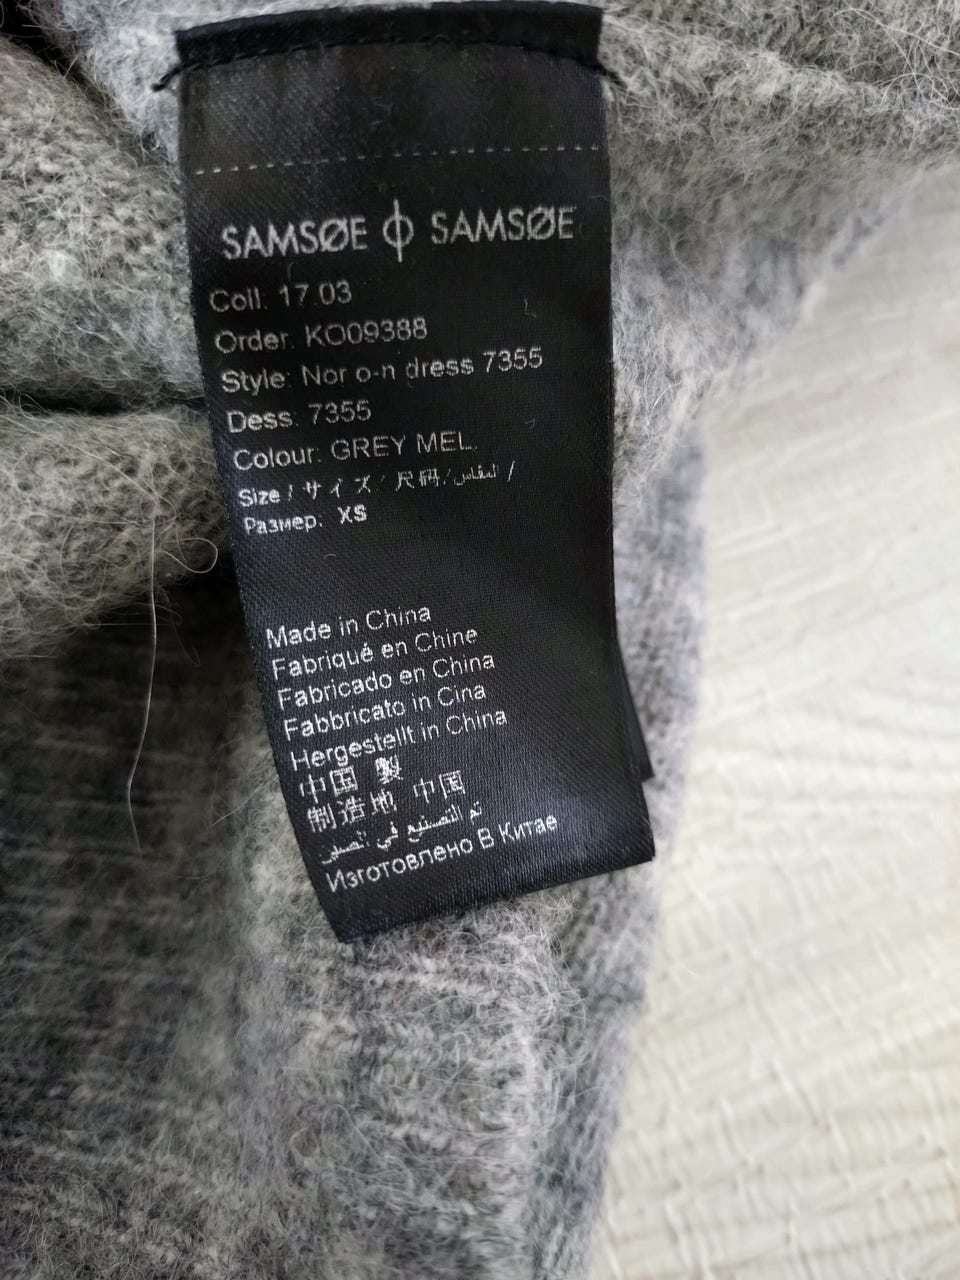 SAMSØE ϕ SAMSØE
Coll: 17.03
Order: KO09388
Style: Nor o-n dress 7355
Dess: 7355
Colour: GREY MEL.
Size / サイズ / 尺码 / المقاس /
Размер: XS
Made in China
Fabriqué en Chine
Fabricado en China
Fabbricato in Cina
Hergestellt in China
中国 製
制造地 中国
تم التصنيع في الصين
Изготовлено В Китае